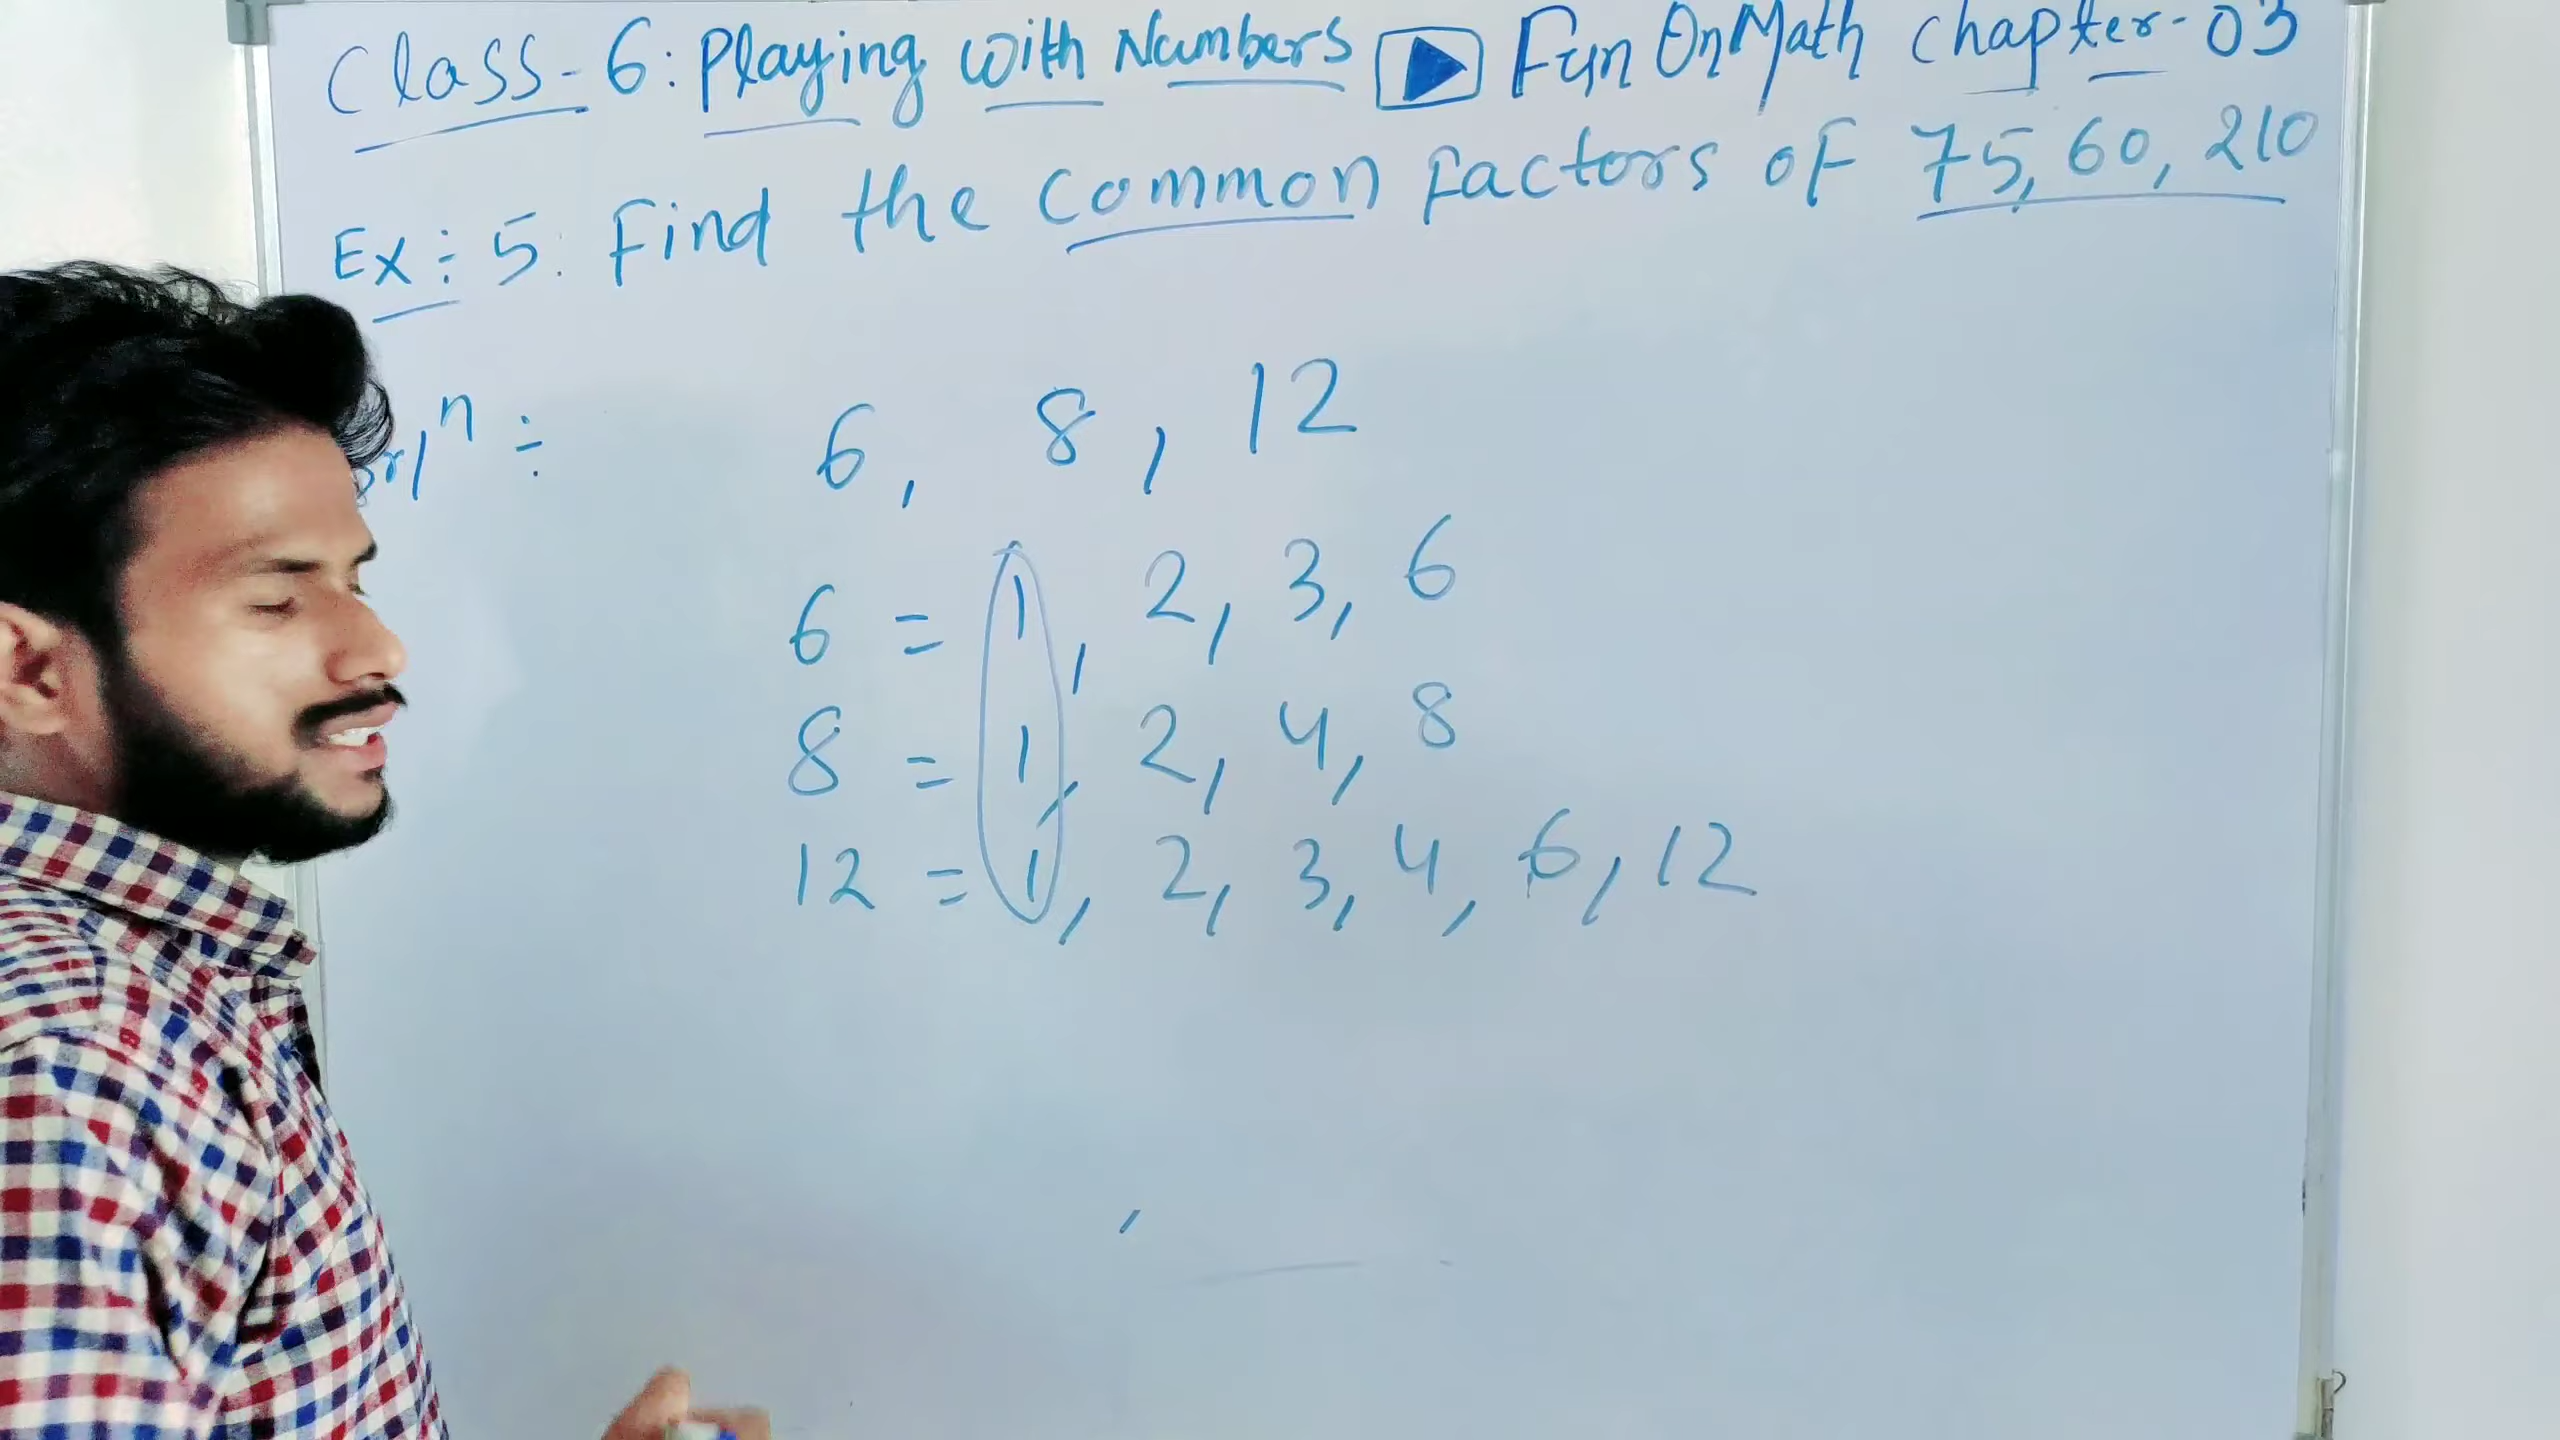 Class-6: Playing with Numbers Fun On Math Chapter-03
Ex÷5: Find the Common Factors of 75, 60, 210
n ÷ 6, 8, 12
6 = 1, 2, 3, 6
8 = 1, 2, 4, 8
12 = 1, 2, 3, 4, 6, 12